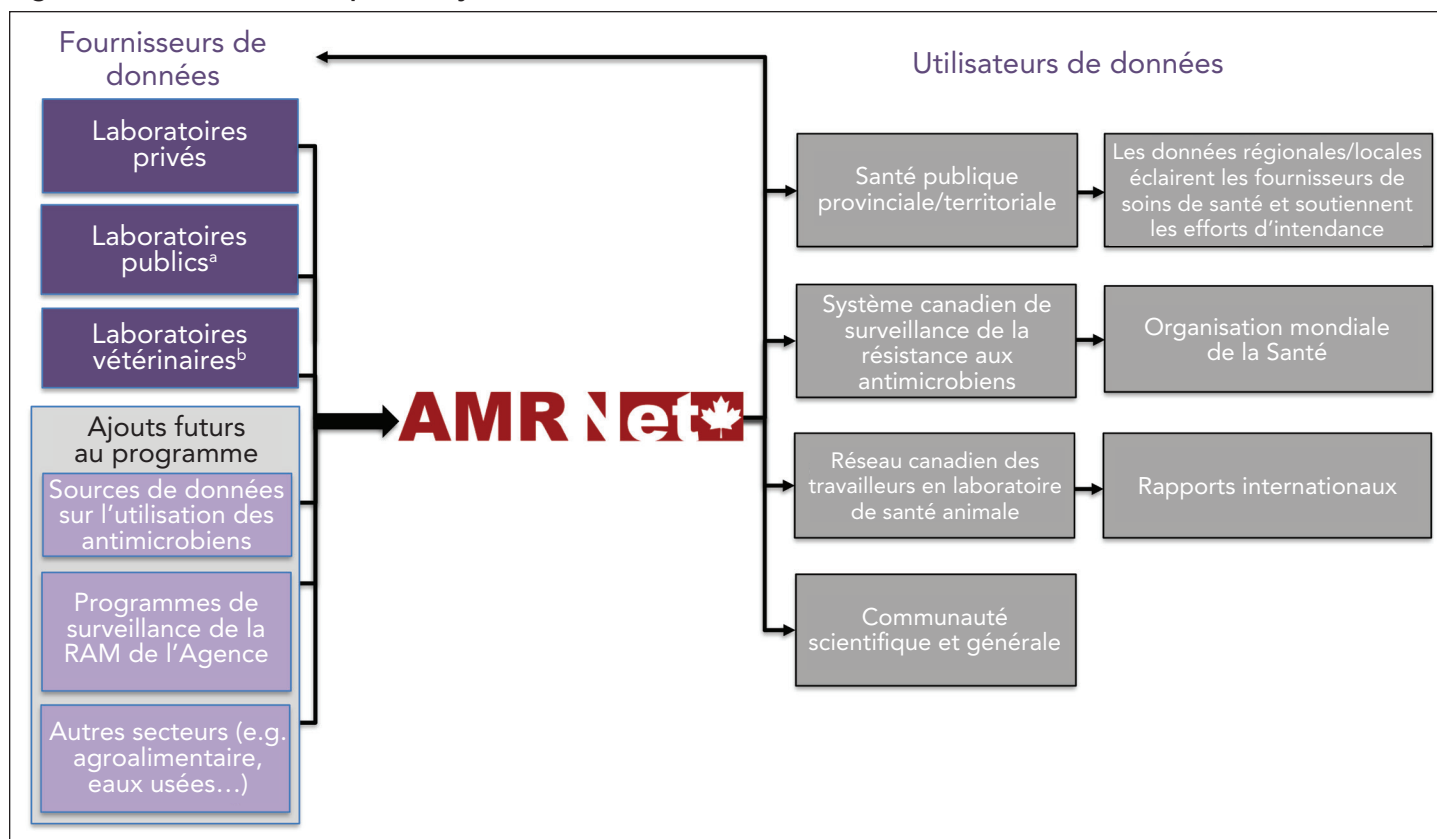 Fournisseurs de
données
Laboratoires
privés
Laboratoires
publicsᵃ
Laboratoires
vétérinairesᵇ
Ajouts futurs
au programme
Sources de données
sur l'utilisation des
antimicrobiens
Programmes de
surveillance de la
RAM de l'Agence
Autres secteurs (e.g.
agroalimentaire,
eaux usées…)
AMR Net
Utilisateurs de données
Santé publique
provinciale/territoriale
Les données régionales/locales
éclairent les fournisseurs de
soins de santé et soutiennent
les efforts d'intendance
Système canadien de
surveillance de la
résistance aux
antimicrobiens
Organisation mondiale
de la Santé
Réseau canadien des
travailleurs en laboratoire
de santé animale
Rapports internationaux
Communauté
scientifique et générale